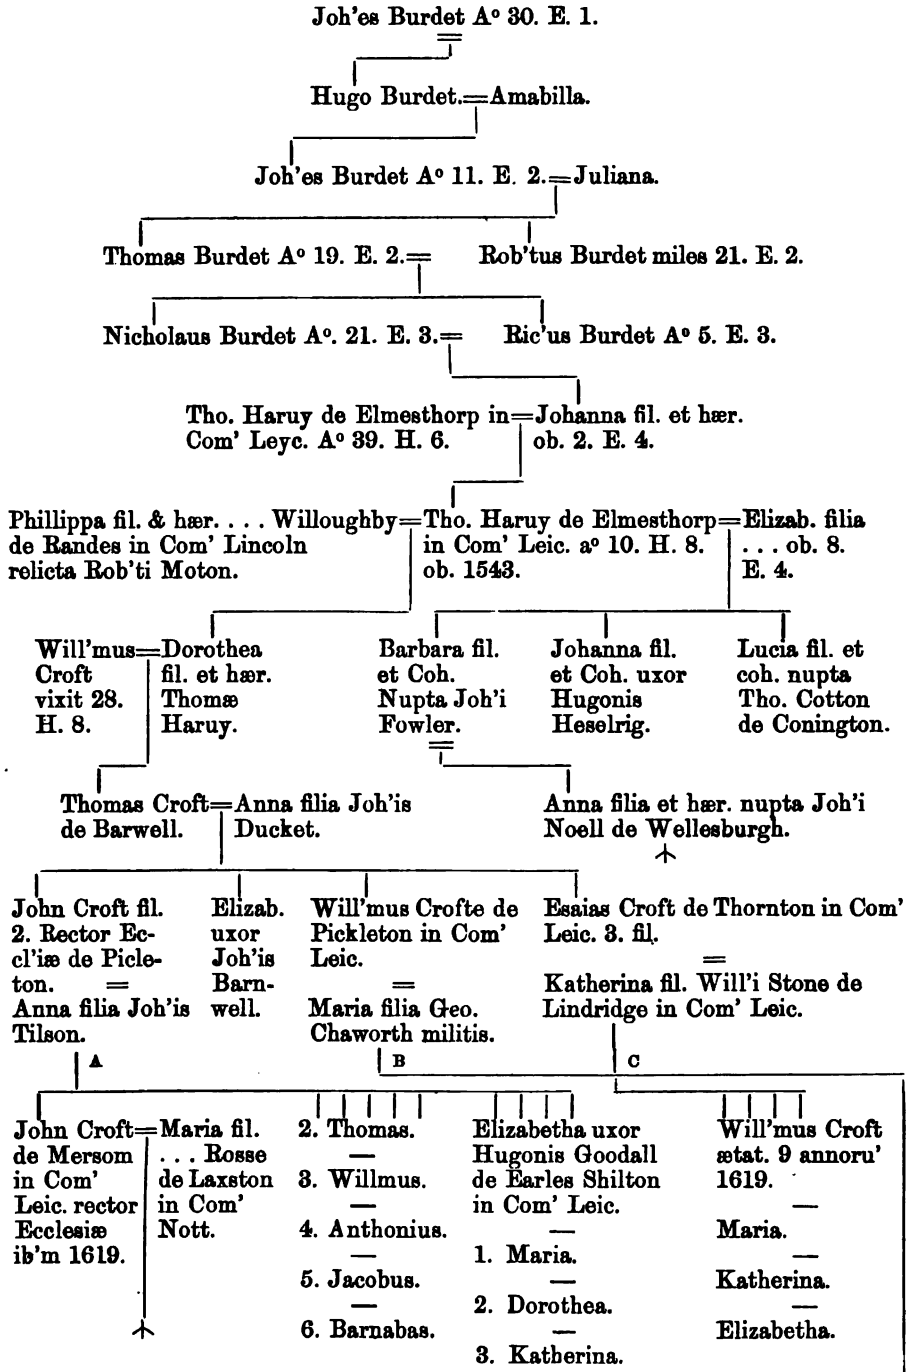 Joh'es Burdet Aº 30. E. 1.
Hugo Burdet.=Amabilla.
Joh'es Burdet Aº 11. E. 2.=Juliana.
Thomas Burdet Aº 19. E. 2.=
Rob'tus Burdet miles 21. E. 2.
Nicholaus Burdet Aº. 21. E. 3.=
Ric'us Burdet Aº 5. E. 3.
Tho. Haruy de Elmesthorp in=
Com' Leyc. Aº 39. H. 6.
Johanna fil. et hær.
ob. 2. E. 4.
Phillippa fil. & hær. . . . Willoughby=
de Randes in Com' Lincoln
relicta Rob'ti Moton.
Tho. Haruy de Elmesthorp=
in Com' Leic. aº 10. H. 8.
ob. 1543.
Elizab. filia
. . . ob. 8.
E. 4.
Will'mus=
Croft
vixit 28.
H. 8.
Dorothea
fil. et hær.
Thomæ
Haruy.
Barbara fil.
et Coh.
Nupta Joh'i
Fowler.
=
Johanna fil.
et Coh. uxor
Hugonis
Heselrig.
Lucia fil. et
coh. nupta
Tho. Cotton
de Conington.
Thomas Croft=
de Barwell.
Anna filia Joh'is
Ducket.
Anna filia et hær. nupta Joh'i
Noell de Wellesburgh.
John Croft fil.
2. Rector Ec-
cl'iæ de Picle-
ton. =
Anna filia Joh'is
Tilson.
A
Elizab.
uxor
Joh'is
Barn-
well.
Will'mus Crofte de
Pickleton in Com'
Leic.
=
Maria filia Geo.
Chaworth militis.
B
Esaias Croft de Thornton in Com'
Leic. 3. fil.
=
Katherina fil. Will'i Stone de
Lindridge in Com' Leic.
C
John Croft=
de Mersom
in Com'
Leic. rector
Ecclesiæ
ib'm 1619.
Maria fil.
. . . Rosse
de Laxston
in Com'
Nott.
2. Thomas.
—
3. Willmus.
—
4. Anthonius.
—
5. Jacobus.
—
6. Barnabas.
Elizabetha uxor
Hugonis Goodall
de Earles Shilton
in Com' Leic.
—
1. Maria.
—
2. Dorothea.
—
3. Katherina.
Will'mus Croft
ætat. 9 annoru'
1619.
—
Maria.
—
Katherina.
—
Elizabetha.